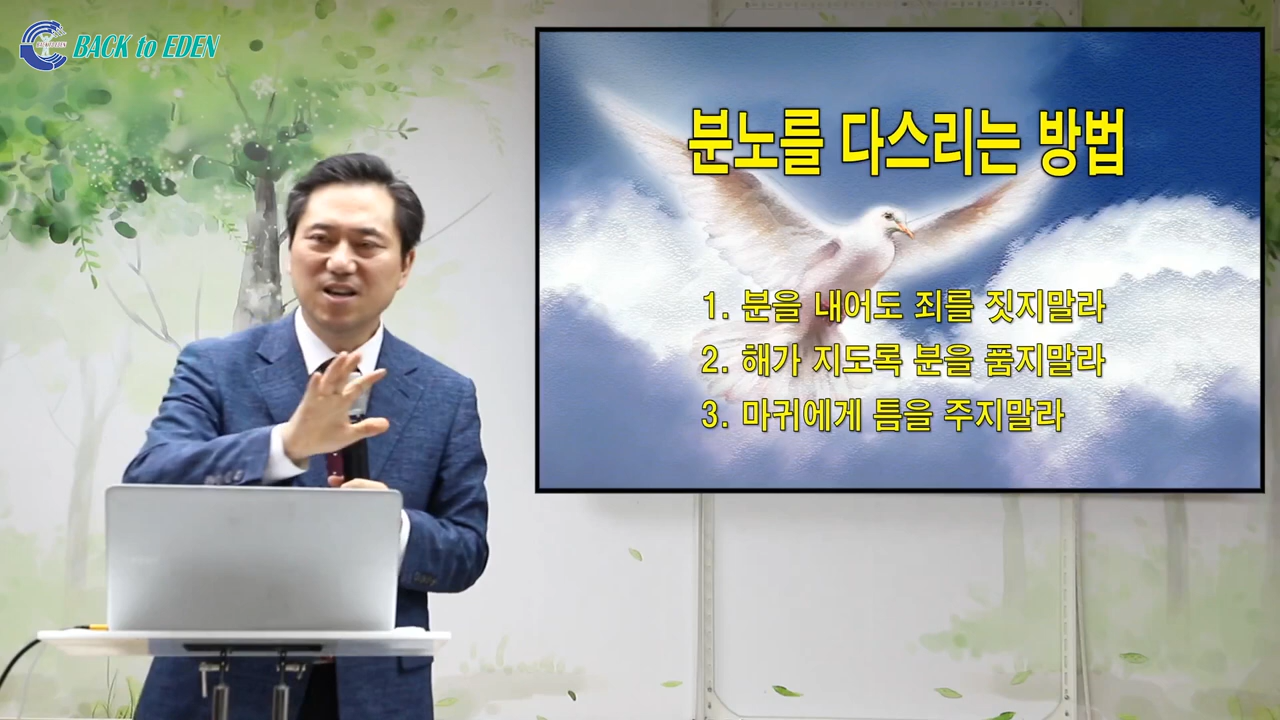 BACK to EDEN
분노를 다스리는 방법
1. 분을 내어도 죄를 짓지말라
2. 해가 지도록 분을 품지말라
3. 마귀에게 틈을 주지말라